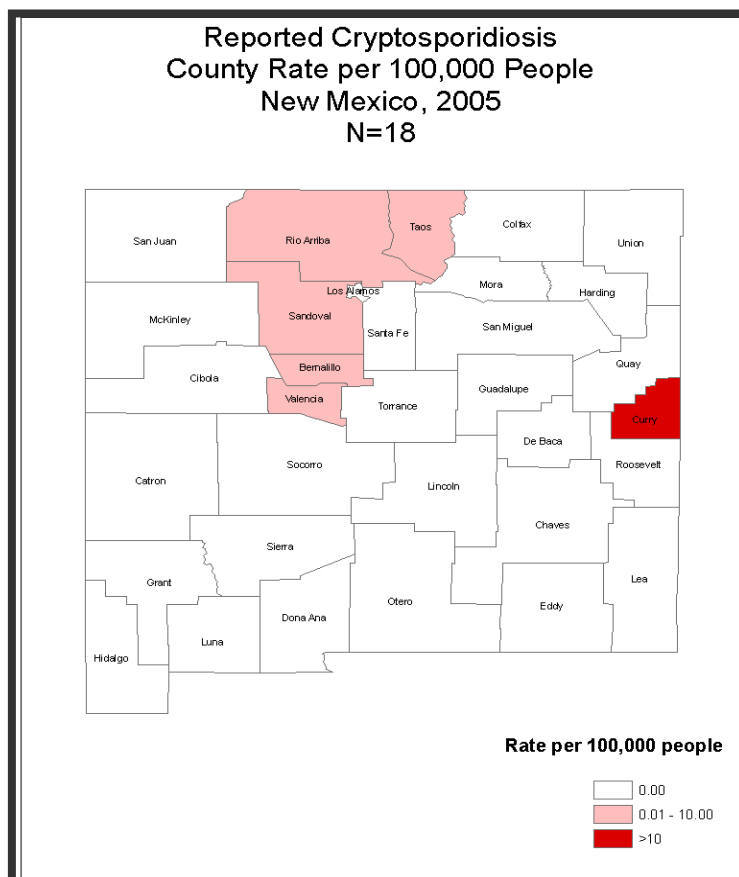 Reported Cryptosporidiosis
County Rate per 100,000 People
New Mexico, 2005
N=18
San Juan
Rio Arriba
Taos
Colfax
Union
Los Alamos
Mora
Harding
McKinley
Sandoval
Santa Fe
San Miguel
Cibola
Bernalillo
Quay
Valencia
Torrance
Guadalupe
Curry
De Baca
Catron
Socorro
Lincoln
Roosevelt
Chaves
Sierra
Grant
Lea
Otero
Eddy
Dona Ana
Luna
Hidalgo
Rate per 100,000 people
0.00
0.01 - 10.00
>10